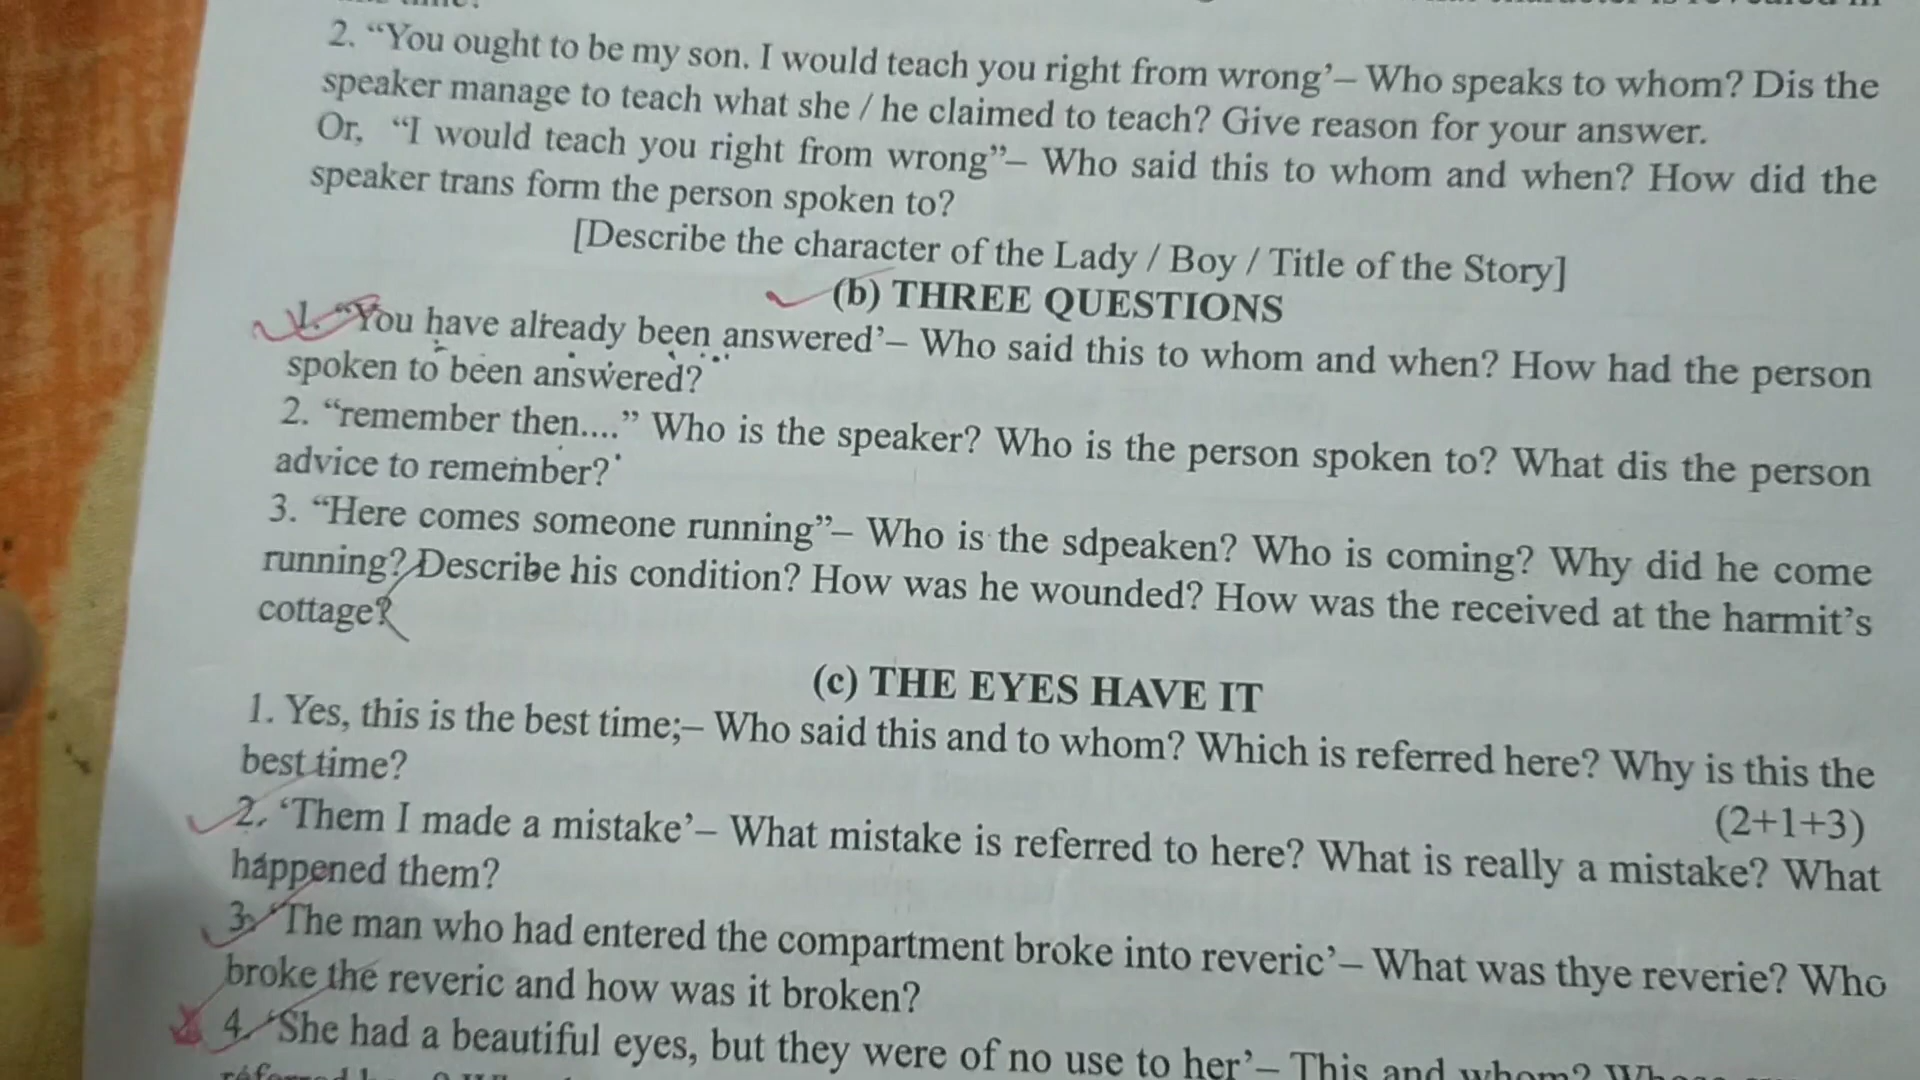 2. “You ought to be my son. I would teach you right from wrong’– Who speaks to whom? Dis the
speaker manage to teach what she / he claimed to teach? Give reason for your answer.
Or, “I would teach you right from wrong”– Who said this to whom and when? How did the
speaker trans form the person spoken to?
[Describe the character of the Lady / Boy / Title of the Story]
(b) THREE QUESTIONS
1. “You have already been answered’– Who said this to whom and when? How had the person
spoken to been answered?
2. “remember then....” Who is the speaker? Who is the person spoken to? What dis the person
advice to remember?
3. “Here comes someone running”– Who is the sdpeaken? Who is coming? Why did he come
running? Describe his condition? How was he wounded? How was the received at the harmit’s
cottage?
(c) THE EYES HAVE IT
1. Yes, this is the best time;– Who said this and to whom? Which is referred here? Why is this the
best time?
(2+1+3)
2. ‘Them I made a mistake’– What mistake is referred to here? What is really a mistake? What
happened them?
3. ‘The man who had entered the compartment broke into reveric’– What was thye reverie? Who
broke the reveric and how was it broken?
4. ‘She had a beautiful eyes, but they were of no use to her’– This and whom?